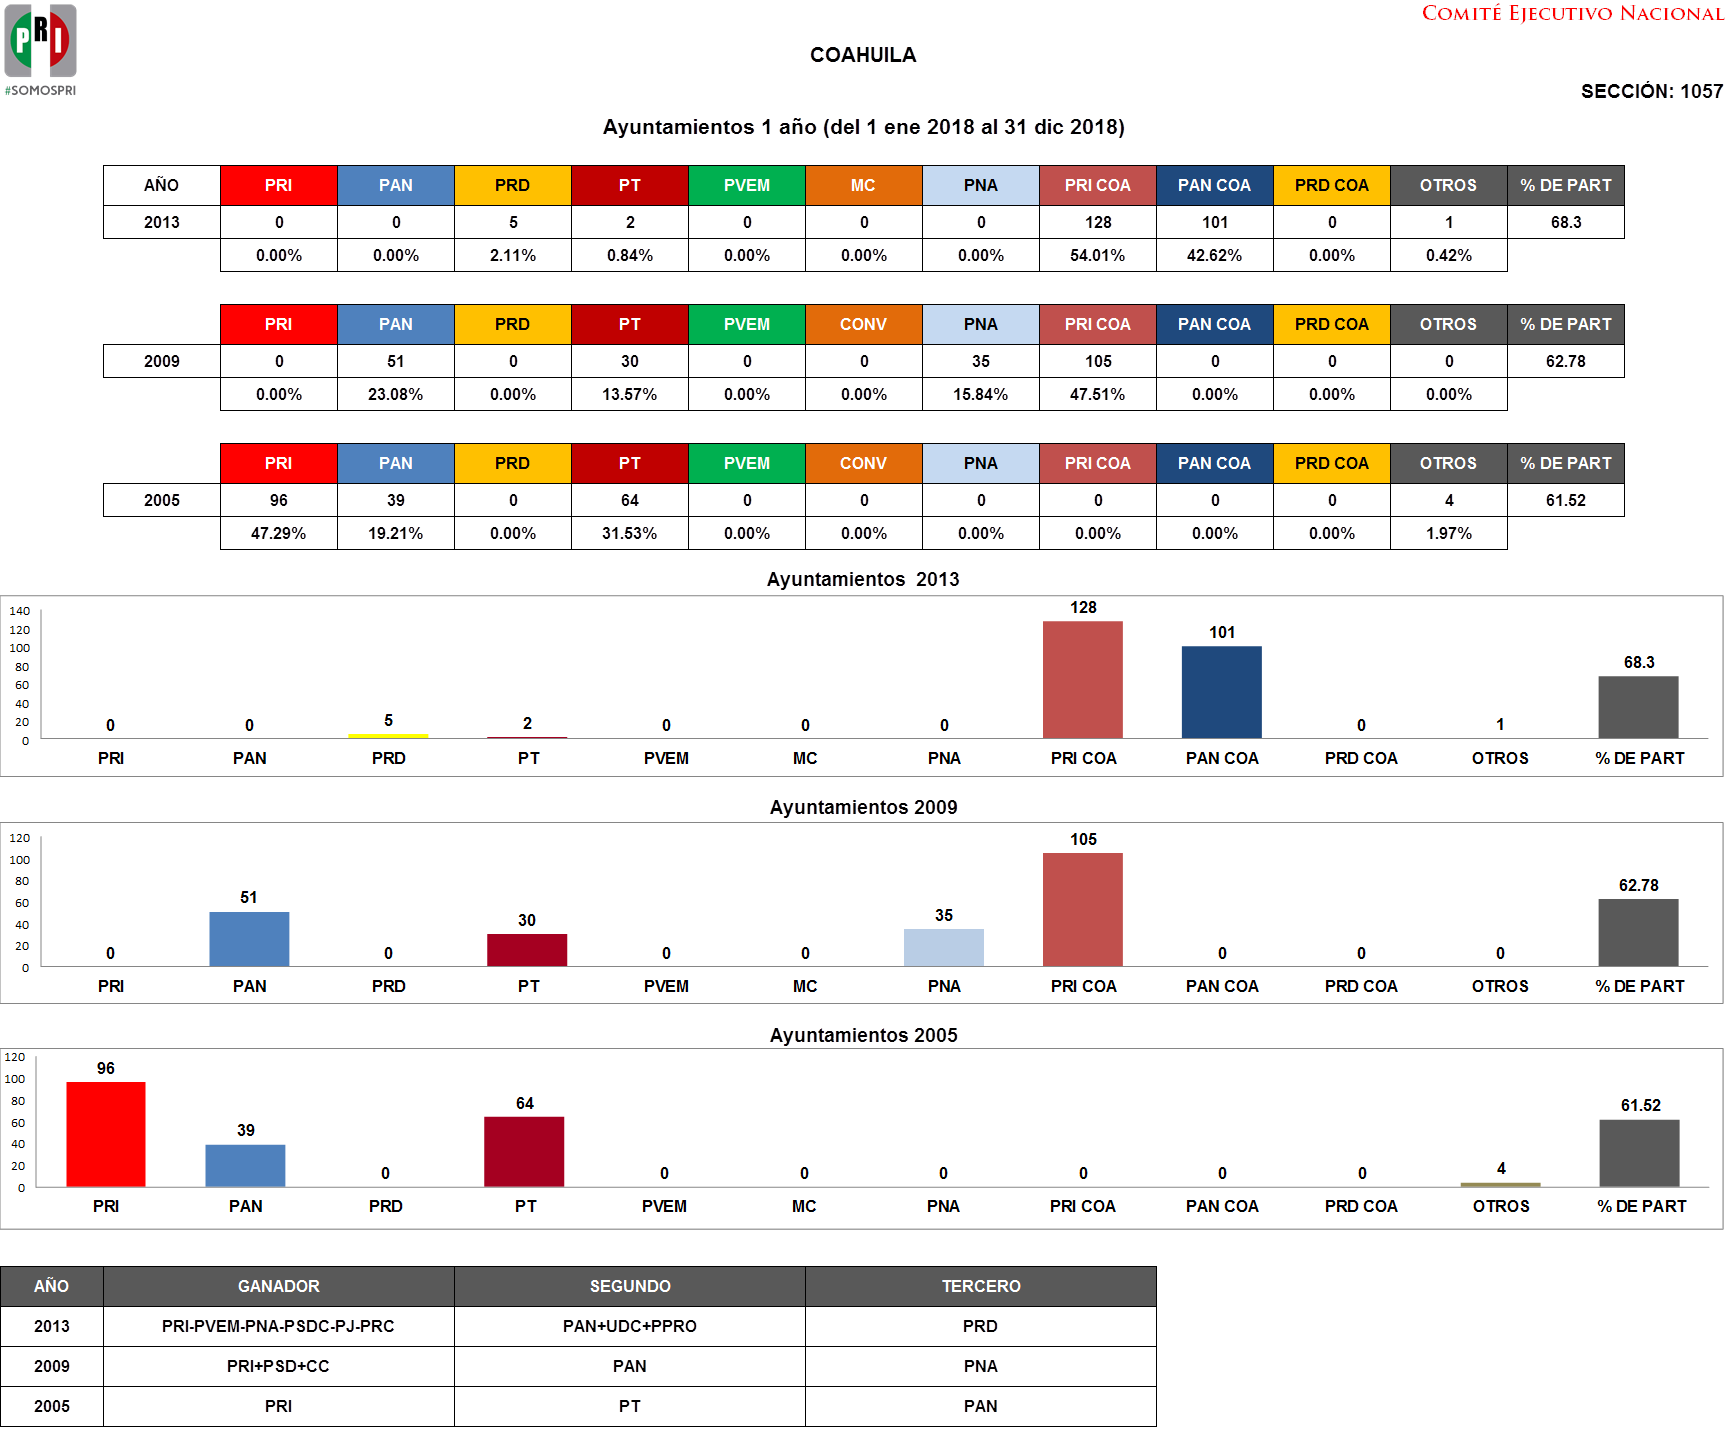 COMITÉ EJECUTIVO NACIONAL
PRI
#SOMOSPRI
COAHUILA
SECCIÓN: 1057
Ayuntamientos 1 año (del 1 ene 2018 al 31 dic 2018)
AÑO PRI PAN PRD PT PVEM MC PNA PRI COA PAN COA PRD COA OTROS % DE PART
2013 0 0 5 2 0 0 0 128 101 0 1 68.3
0.00% 0.00% 2.11% 0.84% 0.00% 0.00% 0.00% 54.01% 42.62% 0.00% 0.42%
PRI PAN PRD PT PVEM CONV PNA PRI COA PAN COA PRD COA OTROS % DE PART
2009 0 51 0 30 0 0 35 105 0 0 0 62.78
0.00% 23.08% 0.00% 13.57% 0.00% 0.00% 15.84% 47.51% 0.00% 0.00% 0.00%
PRI PAN PRD PT PVEM CONV PNA PRI COA PAN COA PRD COA OTROS % DE PART
2005 96 39 0 64 0 0 0 0 0 0 4 61.52
47.29% 19.21% 0.00% 31.53% 0.00% 0.00% 0.00% 0.00% 0.00% 0.00% 1.97%
Ayuntamientos 2013
140
120
100
80
60
40
20
0
0 0 5 2 0 0 0 128 101 0 1 68.3
PRI PAN PRD PT PVEM MC PNA PRI COA PAN COA PRD COA OTROS % DE PART
Ayuntamientos 2009
120
100
80
60
40
20
0
0 51 0 30 0 0 35 105 0 0 0 62.78
PRI PAN PRD PT PVEM MC PNA PRI COA PAN COA PRD COA OTROS % DE PART
Ayuntamientos 2005
120
100
80
60
40
20
0
96 39 0 64 0 0 0 0 0 0 4 61.52
PRI PAN PRD PT PVEM MC PNA PRI COA PAN COA PRD COA OTROS % DE PART
AÑO GANADOR SEGUNDO TERCERO
2013 PRI-PVEM-PNA-PSDC-PJ-PRC PAN+UDC+PPRO PRD
2009 PRI+PSD+CC PAN PNA
2005 PRI PT PAN